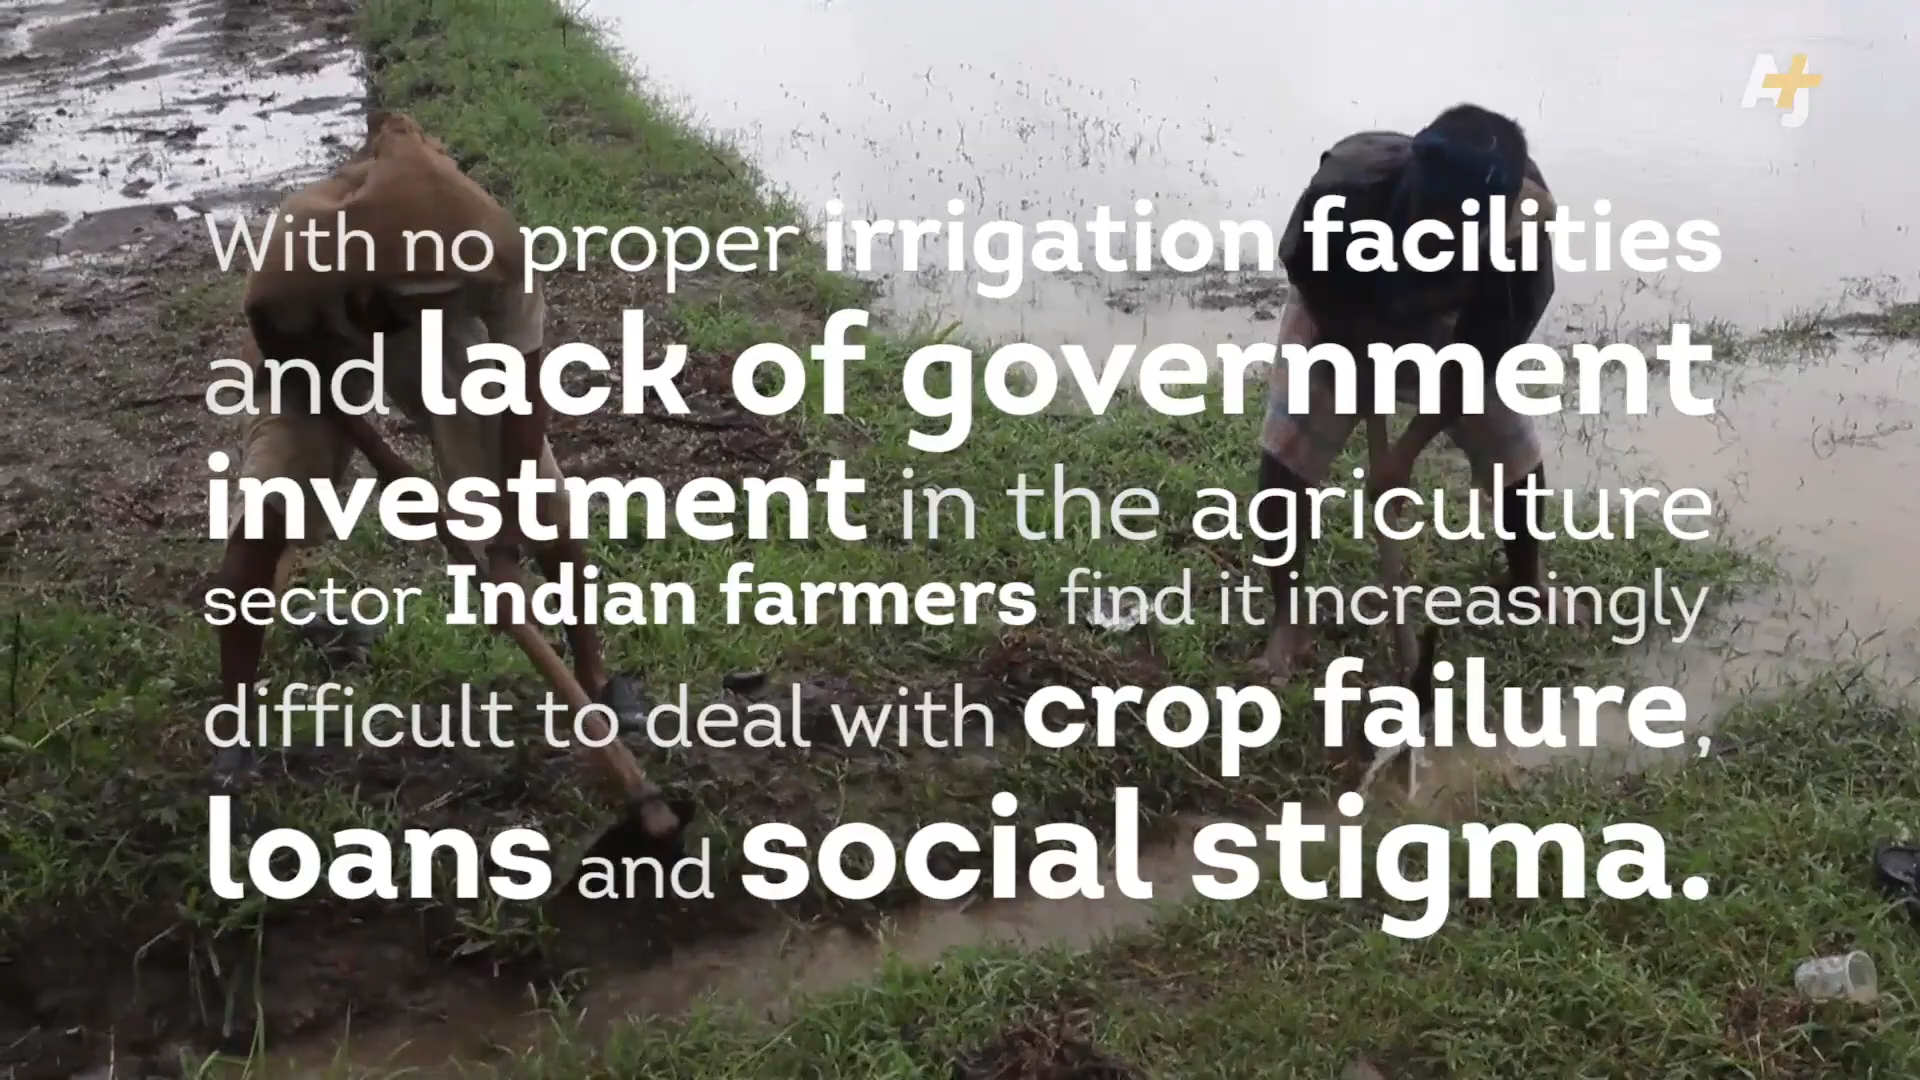 AJ+
With no proper irrigation facilities
and lack of government
investment in the agriculture
sector Indian farmers find it increasingly
difficult to deal with crop failure,
loans and social stigma.